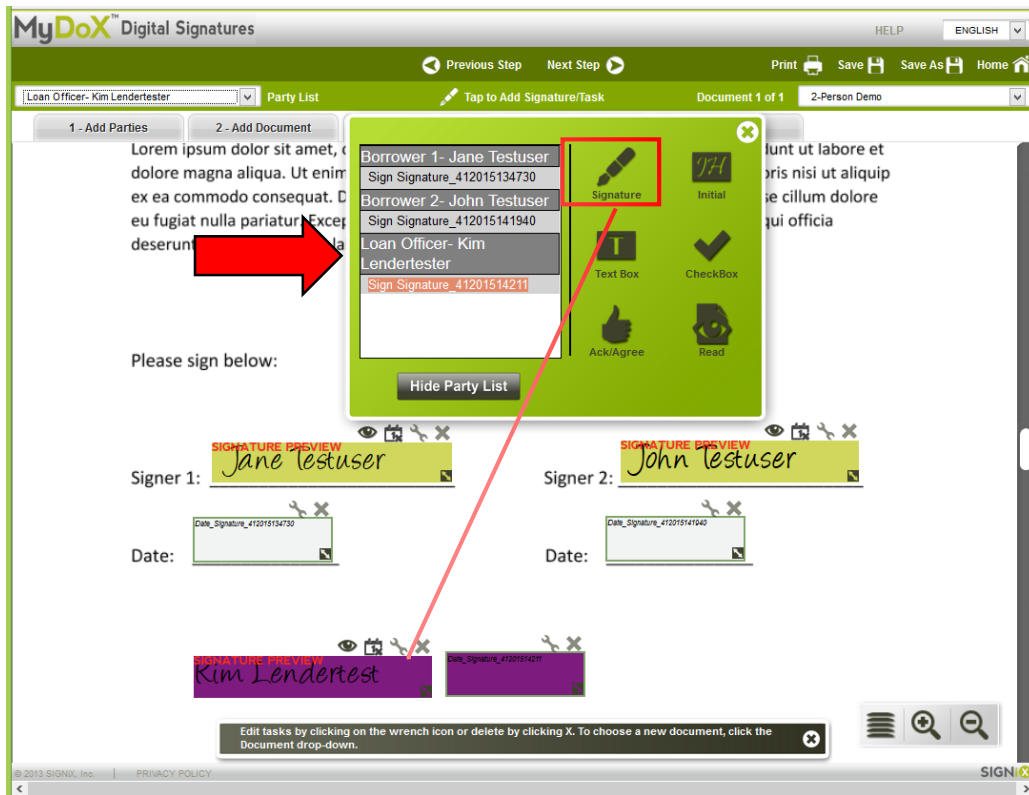 MyDoX™ Digital Signatures
HELP
ENGLISH
Previous Step
Next Step
Print
Save
Save As
Home
Loan Officer- Kim Lendertester
Party List
Tap to Add Signature/Task
Document 1 of 1
2-Person Demo
1 - Add Parties
2 - Add Document
Lorem ipsum dolor sit amet,
dolore magna aliqua. Ut enim
ex ea commodo consequat. D
eu fugiat nulla pariatur. Excep
deserunt
unt ut labore et
nisi ut aliquip
se cillum dolore
qui officia
Borrower 1- Jane Testuser
Sign Signature_412015134730
Borrower 2- John Testuser
Sign Signature_412015141940
Loan Officer- Kim
Lendertester
Sign Signature_41201514211
Signature
Initial
Text Box
CheckBox
Ack/Agree
Read
Hide Party List
Please sign below:
SIGNATURE PREVIEW
Jane Testuser
Signer 1:
SIGNATURE PREVIEW
John Testuser
Signer 2:
Date_Signature_412015134730
Date:
Date_Signature_412015141940
Date:
SIGNATURE PREVIEW
Kim Lendertest
Date_Signature_41201514211
Edit tasks by clicking on the wrench icon or delete by clicking X. To choose a new document, click the
Document drop-down.
© 2013 SIGNiX, Inc.
PRIVACY POLICY
SIGNiX